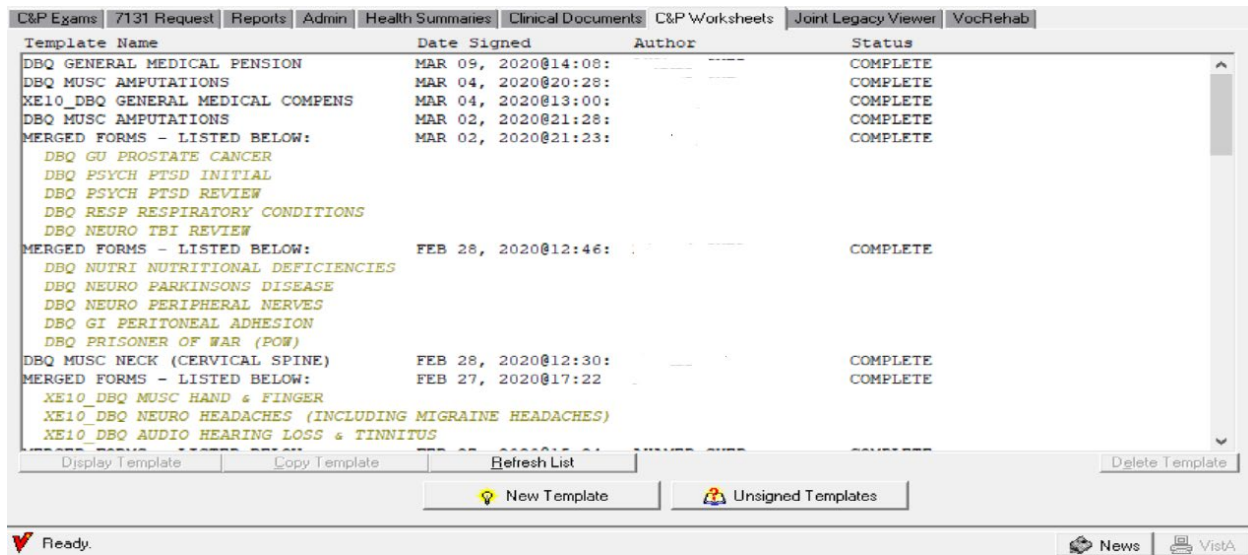 C&P Exams 7131 Request Reports Admin Health Summaries Clinical Documents C&P Worksheets Joint Legacy Viewer VocRehab
Template Name Date Signed Author Status
DBQ GENERAL MEDICAL PENSION MAR 09, 2020@14:08: COMPLETE
DBQ MUSC AMPUTATIONS MAR 04, 2020@20:28: COMPLETE
XE10_DBQ GENERAL MEDICAL COMPENS MAR 04, 2020@13:00: COMPLETE
DBQ MUSC AMPUTATIONS MAR 02, 2020@21:28: COMPLETE
MERGED FORMS - LISTED BELOW: MAR 02, 2020@21:23: COMPLETE
DBQ GU PROSTATE CANCER
DBQ PSYCH PTSD INITIAL
DBQ PSYCH PTSD REVIEW
DBQ RESP RESPIRATORY CONDITIONS
DBQ NEURO TBI REVIEW
MERGED FORMS - LISTED BELOW: FEB 28, 2020@12:46: COMPLETE
DBQ NUTRI NUTRITIONAL DEFICIENCIES
DBQ NEURO PARKINSONS DISEASE
DBQ NEURO PERIPHERAL NERVES
DBQ GI PERITONEAL ADHESION
DBQ PRISONER OF WAR (POW)
DBQ MUSC NECK (CERVICAL SPINE) FEB 28, 2020@12:30: COMPLETE
MERGED FORMS - LISTED BELOW: FEB 27, 2020@17:22 COMPLETE
XE10_DBQ MUSC HAND & FINGER
XE10_DBQ NEURO HEADACHES (INCLUDING MIGRAINE HEADACHES)
XE10_DBQ AUDIO HEARING LOSS & TINNITUS
Display Template Copy Template Refresh List Delete Template
New Template Unsigned Templates
Ready. News VistA